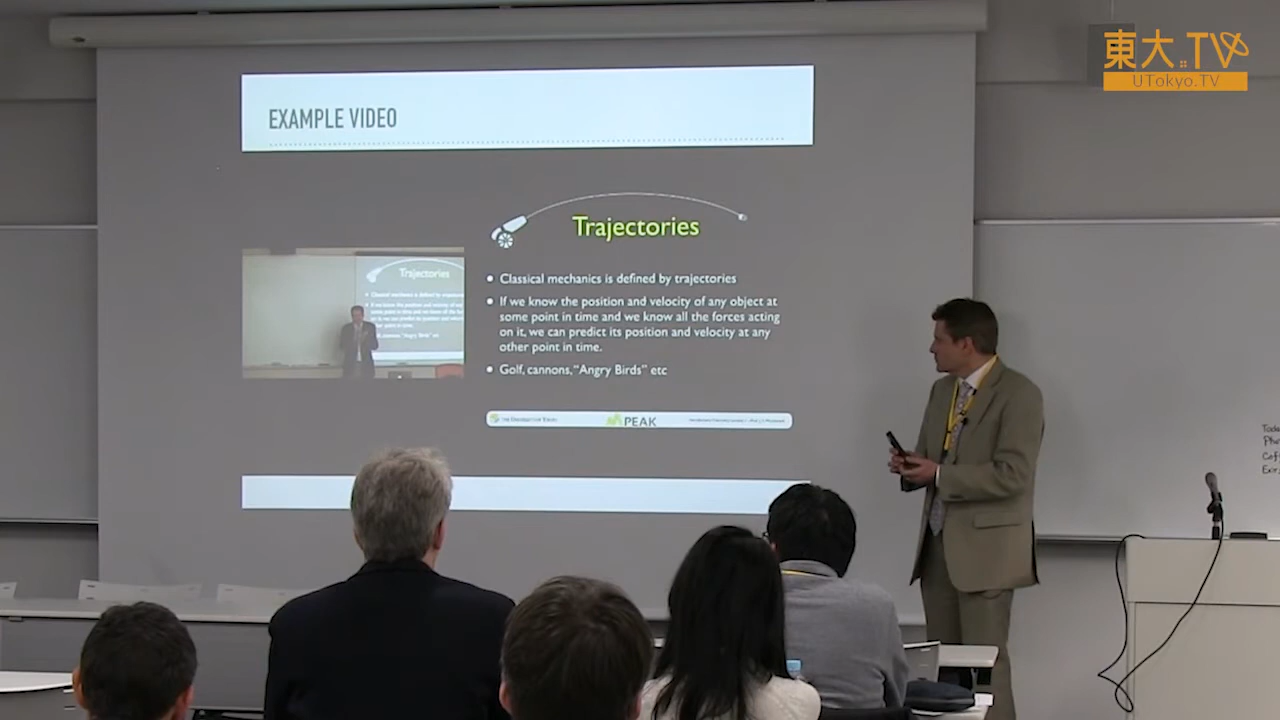 東大.TV
UTokyo.TV
EXAMPLE VIDEO
Trajectories
• Classical mechanics is defined by trajectories
• If we know the position and velocity of any object at
some point in time and we know all the forces acting
on it, we can predict its position and velocity at any
other point in time.
• Golf, cannons, “Angry Birds” etc
PEAK
Trajectories